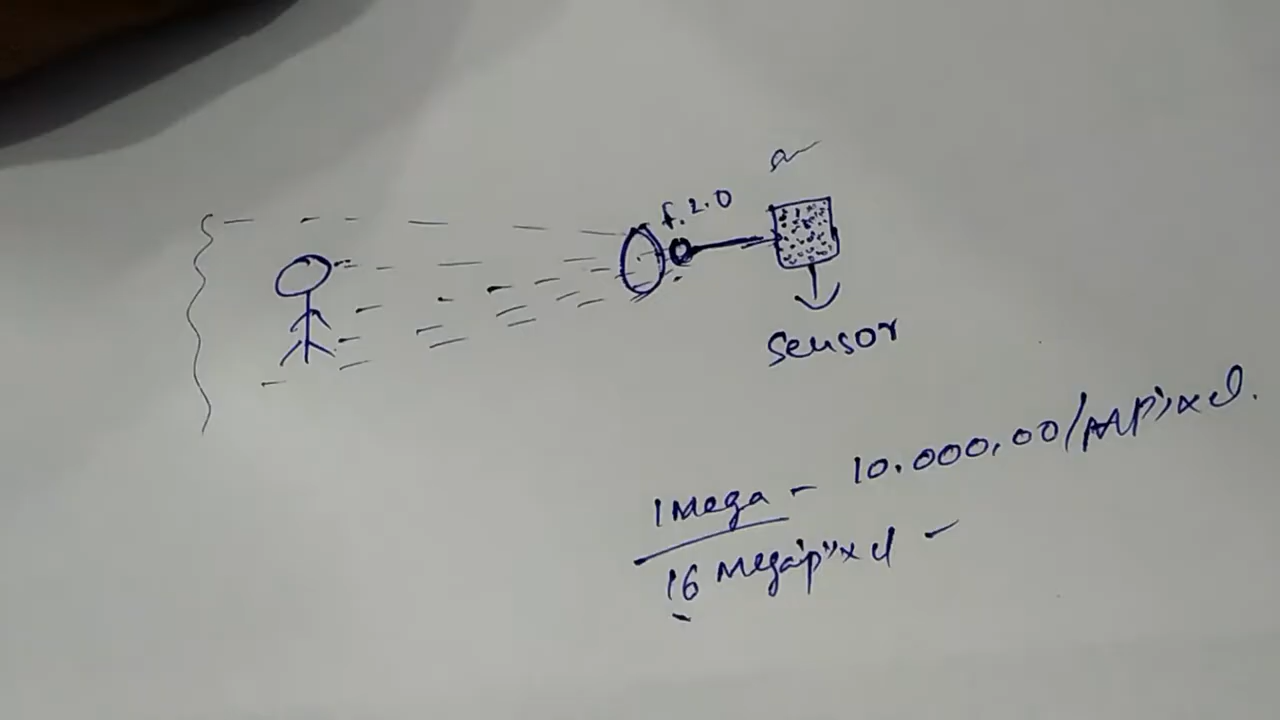 f.2.0
Sensor
1 Mega - 10.000,00/ Pixel.
16 Megapixel -